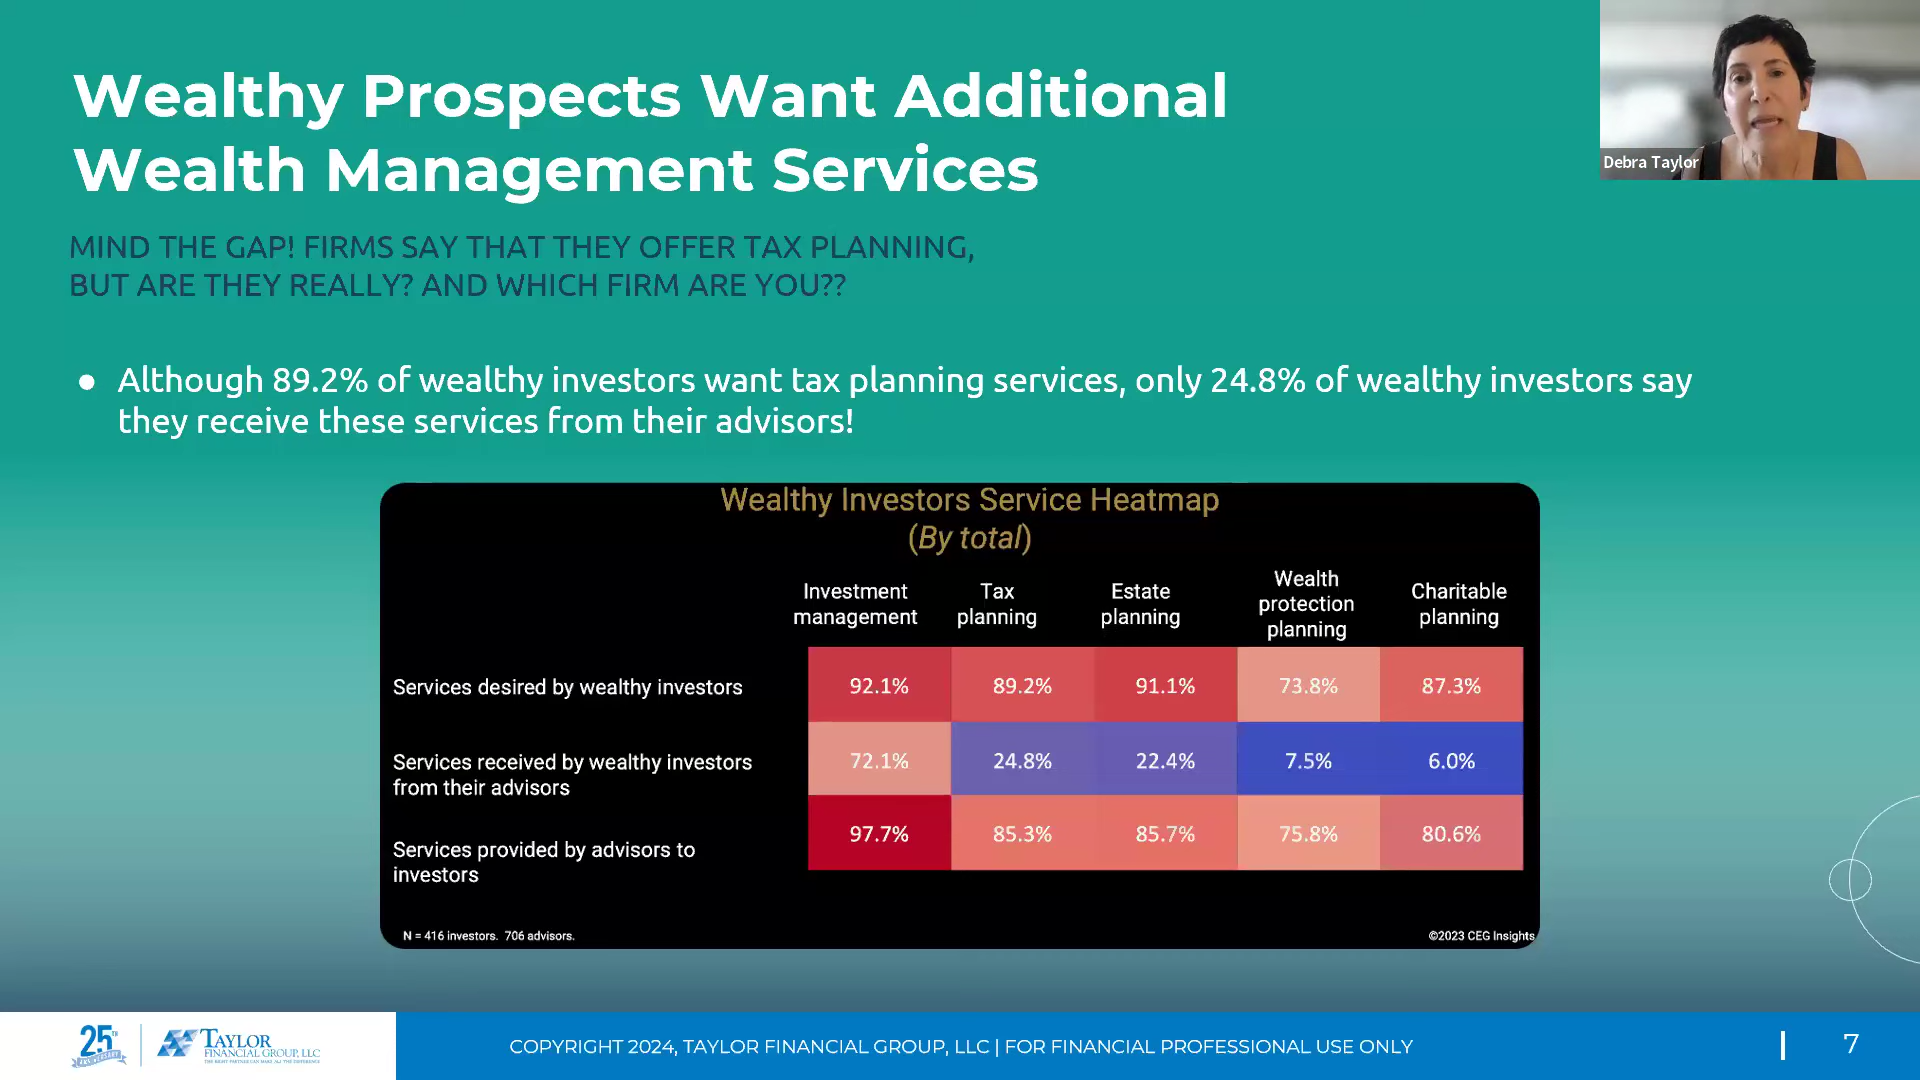 Wealthy Prospects Want Additional
Wealth Management Services
Debra Taylor
MIND THE GAP! FIRMS SAY THAT THEY OFFER TAX PLANNING,
BUT ARE THEY REALLY? AND WHICH FIRM ARE YOU??
● Although 89.2% of wealthy investors want tax planning services, only 24.8% of wealthy investors say
they receive these services from their advisors!
Wealthy Investors Service Heatmap
(By total)
Investment
management
Tax
planning
Estate
planning
Wealth
protection
planning
Charitable
planning
Services desired by wealthy investors
92.1% 89.2% 91.1% 73.8% 87.3%
Services received by wealthy investors
from their advisors
72.1% 24.8% 22.4% 7.5% 6.0%
Services provided by advisors to
investors
97.7% 85.3% 85.7% 75.8% 80.6%
N = 416 investors. 706 advisors.
©2023 CEG Insights
25TH
ANNIVERSARY
TAYLOR
FINANCIAL GROUP, LLC
COPYRIGHT 2024, TAYLOR FINANCIAL GROUP, LLC | FOR FINANCIAL PROFESSIONAL USE ONLY
7